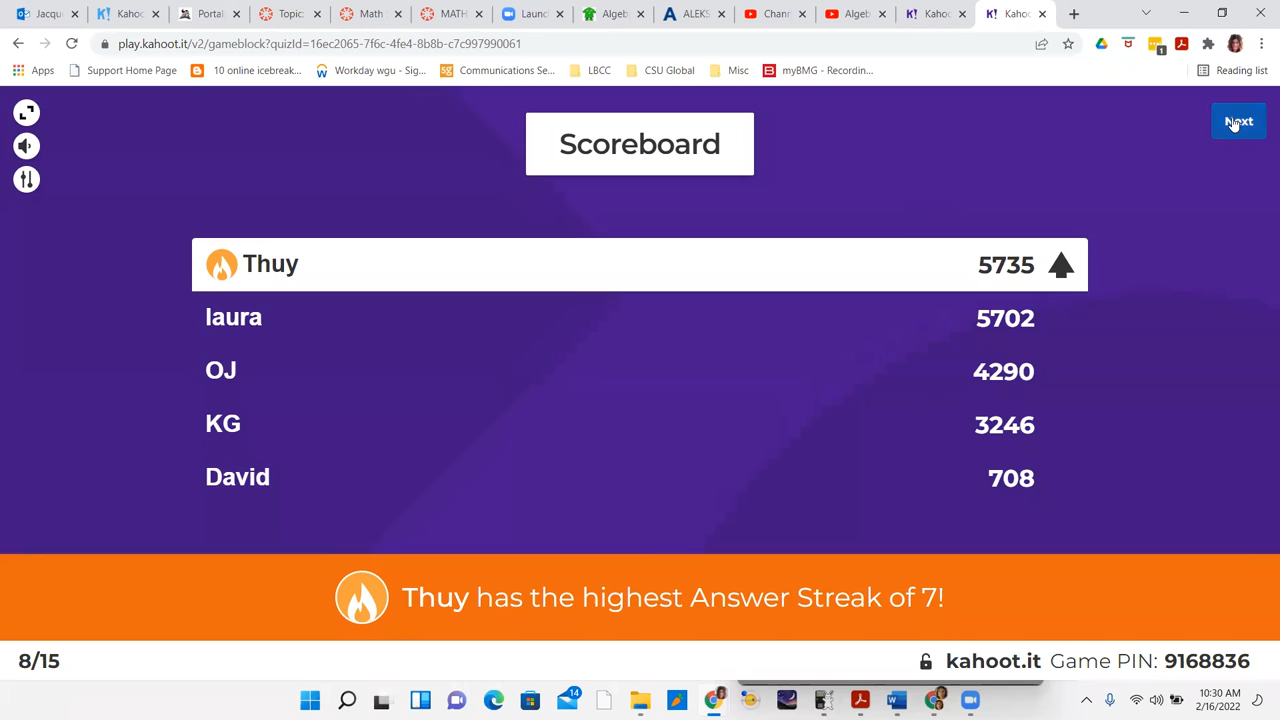 Jacque
Kahoo
Portal
Topic
Math
MATH
Launc
Algeb
ALEKS
Chann
Algeb
Kahoo
Kahoo
play.kahoot.it/v2/gameblock?quizId=16ec2065-7f6c-4fe4-8b8b-c7c997990061
Apps
Support Home Page
10 online icebreak...
Workday wgu - Sig...
Communications Se...
LBCC
CSU Global
Misc
myBMG - Recordin...
Reading list
Scoreboard
Next
Thuy 5735
laura 5702
OJ 4290
KG 3246
David 708
Thuy has the highest Answer Streak of 7!
8/15
kahoot.it Game PIN: 9168836
14
10:30 AM
2/16/2022